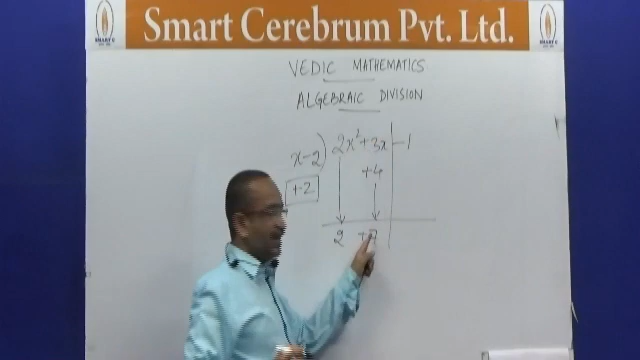 Smart Cerebrum Pvt. Ltd.
VEDIC MATHEMATICS
ALGEBRAIC DIVISION
x-2) 2x² + 3x - 1
+4
+2
2 +